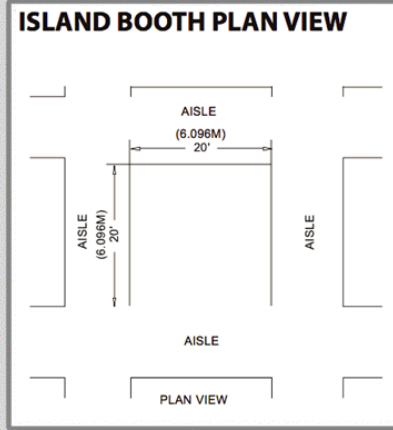 ISLAND BOOTH PLAN VIEW
AISLE
(6.096M)
20'
AISLE
(6.096M)
20'
AISLE
AISLE
PLAN VIEW